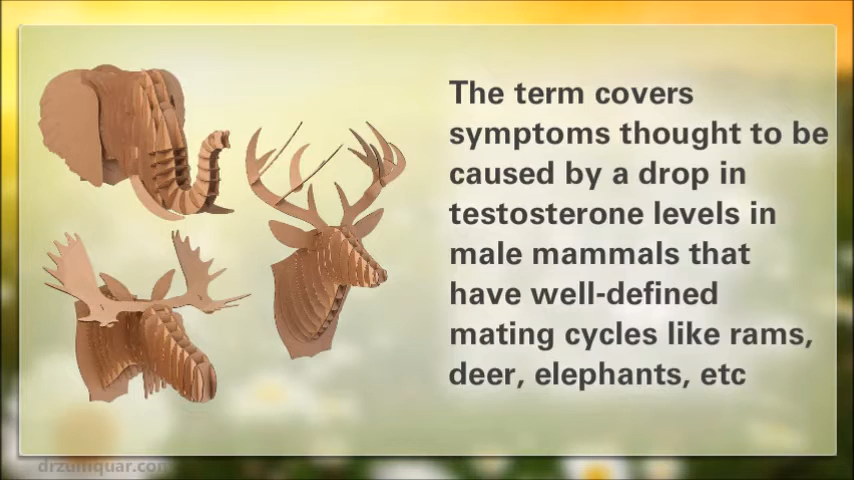 The term covers
symptoms thought to be
caused by a drop in
testosterone levels in
male mammals that
have well-defined
mating cycles like rams,
deer, elephants, etc